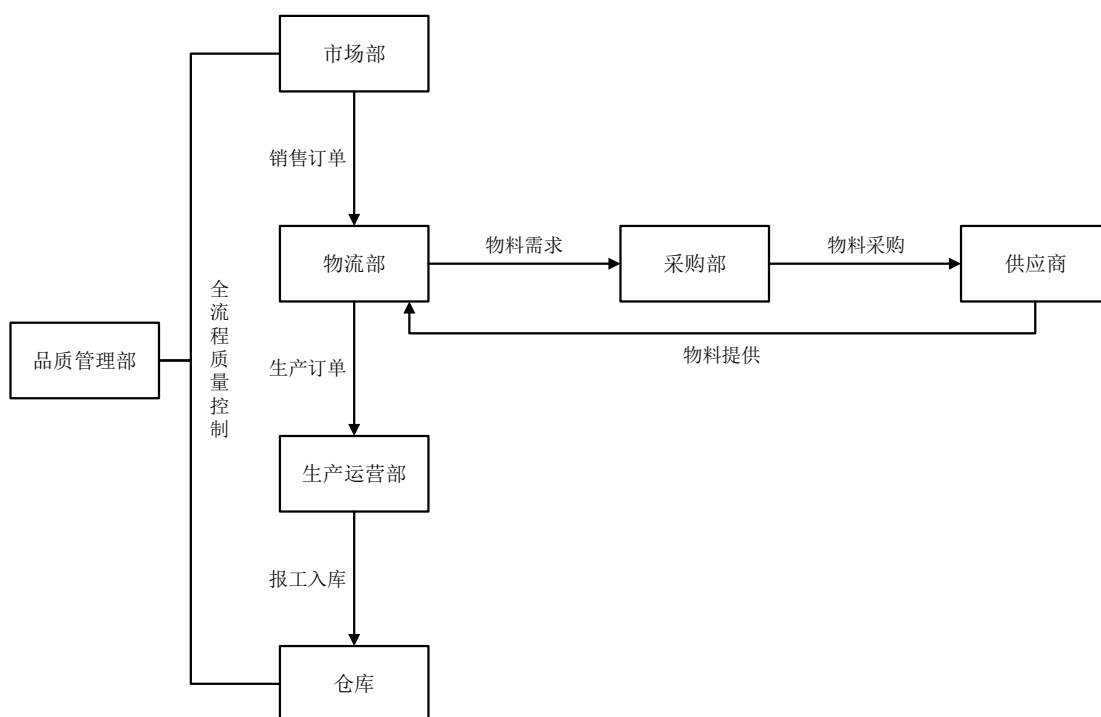 市场部
销售订单
物流部
物料需求
采购部
物料采购
供应商
物料提供
全流程质量控制
品质管理部
生产订单
生产运营部
报工入库
仓库